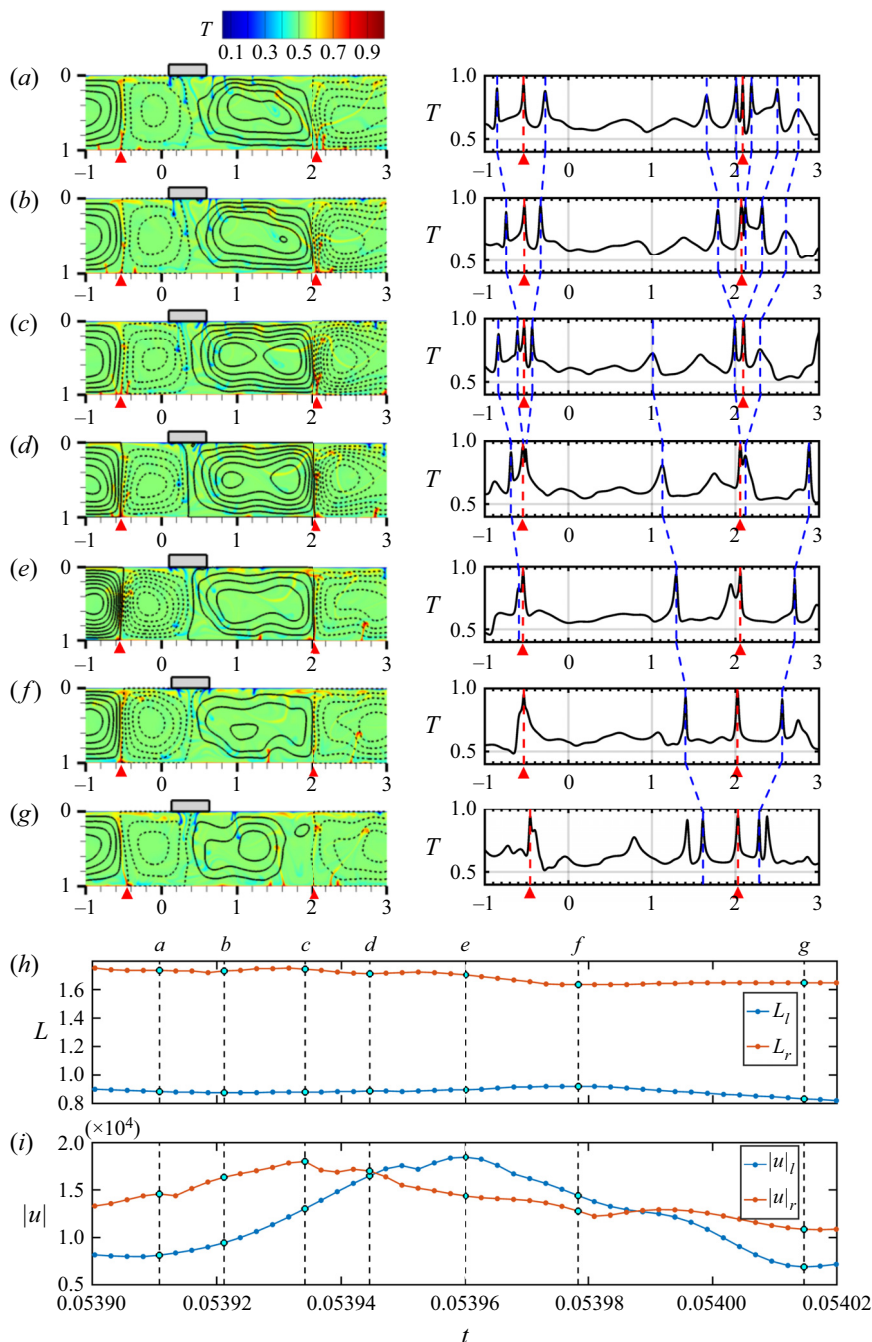 T
0.1 0.3 0.5 0.7 0.9
(a) 0 1 T 1.0 0.5
–1 0 1 2 3 –1 0 1 2 3
(b) 0 1 T 1.0 0.5
–1 0 1 2 3 –1 0 1 2 3
(c) 0 1 T 1.0 0.5
–1 0 1 2 3 –1 0 1 2 3
(d) 0 1 T 1.0 0.5
–1 0 1 2 3 –1 0 1 2 3
(e) 0 1 T 1.0 0.5
–1 0 1 2 3 –1 0 1 2 3
(f) 0 1 T 1.0 0.5
–1 0 1 2 3 –1 0 1 2 3
(g) 0 1 T 1.0 0.5
–1 0 1 2 3 –1 0 1 2 3
a b c d e f g
(h) L 1.6 1.4 1.2 1.0 0.8
L_l
L_r
(i) (×10⁴)
|u| 2.0 1.5 1.0 0.5
|u|_l
|u|_r
0.05390 0.05392 0.05394 0.05396 0.05398 0.05400 0.05402
t